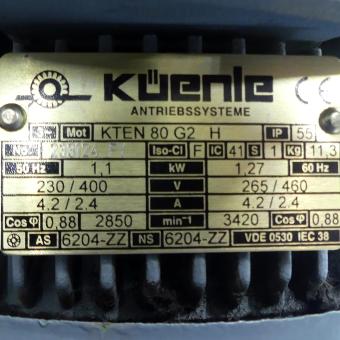 KÜenle CE
ANTRIEBSSYSTEME
3~ Mot KTEN 80 G2 H IP 55
Iso-Cl F IC 41 S 1 Kg 11,3
50 Hz 1,1 kW 1,27 60 Hz
230 / 400 V 265 / 460
4.2 / 2.4 A 4.2 / 2.4
Cos φ 0,88 2850 min⁻¹ 3420 Cos φ 0,88
AS 6204-ZZ NS 6204-ZZ VDE 0530 IEC 38